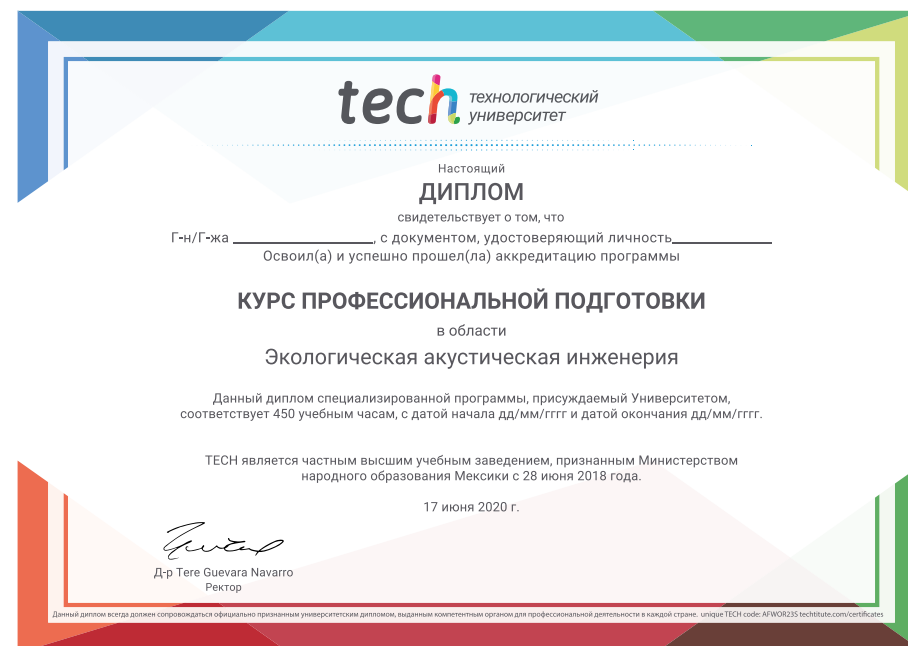 tech технологический
университет
Настоящий
ДИПЛОМ
свидетельствует о том, что
Г-н/Г-жа ________________, с документом, удостоверяющий личность____________
Освоил(а) и успешно прошел(ла) аккредитацию программы
КУРС ПРОФЕССИОНАЛЬНОЙ ПОДГОТОВКИ
в области
Экологическая акустическая инженерия
Данный диплом специализированной программы, присуждаемый Университетом,
соответствует 450 учебным часам, с датой начала дд/мм/гггг и датой окончания дд/мм/гггг.
TECH является частным высшим учебным заведением, признанным Министерством
народного образования Мексики с 28 июня 2018 года.
17 июня 2020 г.
Д-р Tere Guevara Navarro
Ректор
Данный диплом всегда должен сопровождаться официально признанным университетским дипломом, выданным компетентным органом для профессиональной деятельности в каждой стране. unique TECH code: AFWOR23S techtitute.com/certificates